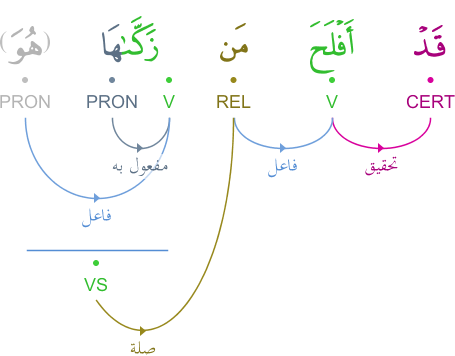 قَدْ أَفْلَحَ مَن زَكَّىٰهَا (هُوَ)
CERT V REL V PRON PRON
تحقيق فاعل مفعول به
فاعل
VS
صلة